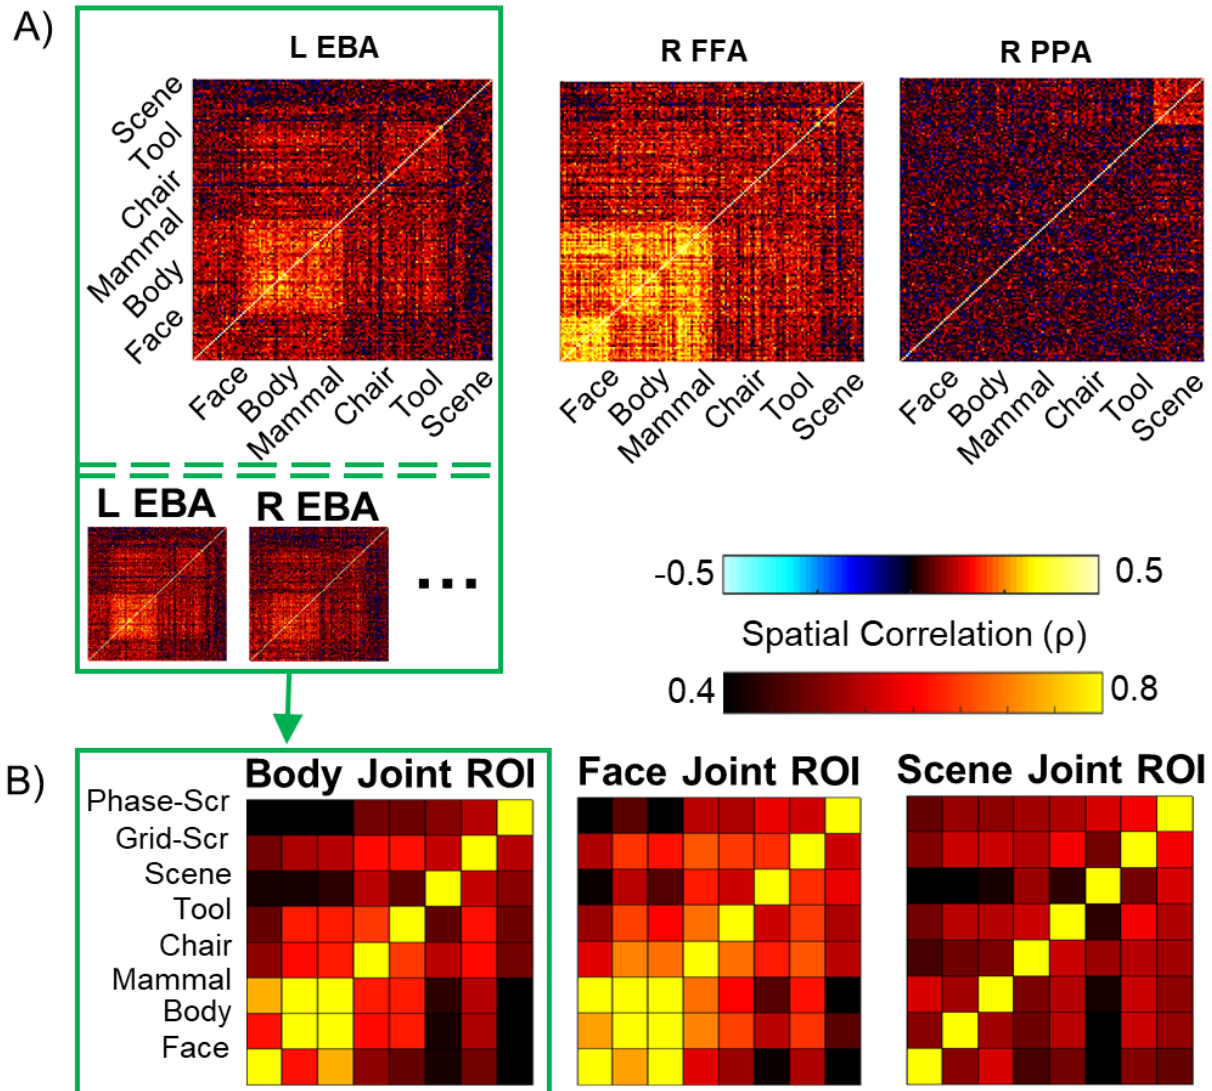 A)
L EBA
R FFA
R PPA
Scene
Tool
Chair
Mammal
Body
Face
Face
Body
Mammal
Chair
Tool
Scene
Face
Body
Mammal
Chair
Tool
Scene
Face
Body
Mammal
Chair
Tool
Scene
L EBA
R EBA
...
-0.5
0.5
Spatial Correlation (ρ)
0.4
0.8
B)
Body Joint ROI
Face Joint ROI
Scene Joint ROI
Phase-Scr
Grid-Scr
Scene
Tool
Chair
Mammal
Body
Face